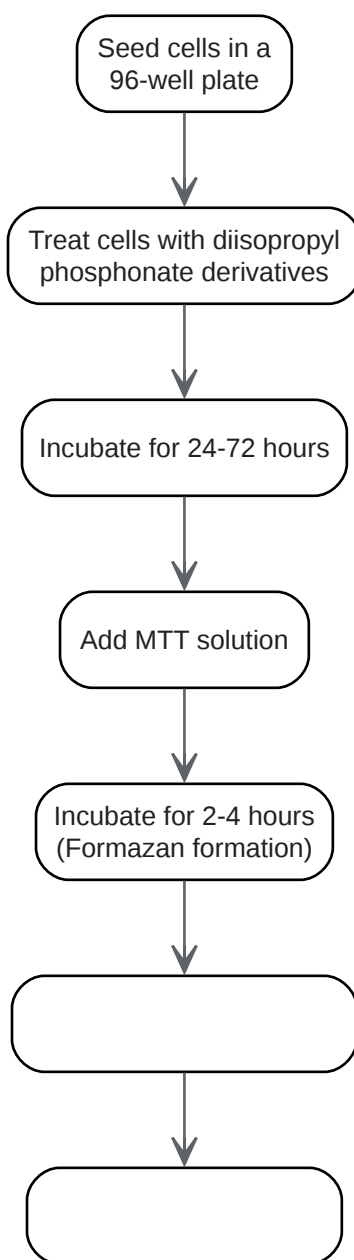 Seed cells in a
96-well plate
Treat cells with diisopropyl
phosphonate derivatives
Incubate for 24-72 hours
Add MTT solution
Incubate for 2-4 hours
(Formazan formation)